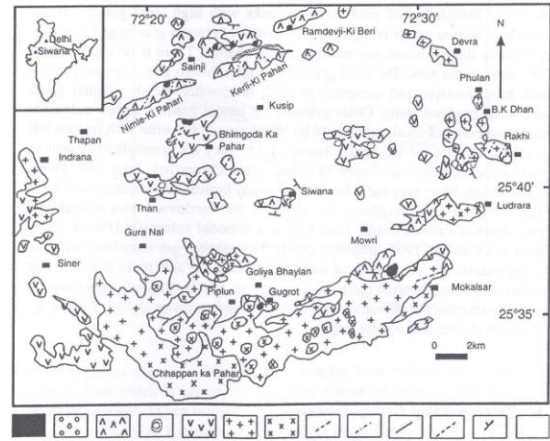 72°20' 72°30'
Ramdevji-Ki Beri
Delhi
N
Siwana
Sainji
Devra
Kerli-Ki Pahari
Phulan
Nimla-Ki Pahari
Kusip
B.K Dhan
Thapan
Bhimgoda Ka
Pahar
Rakhi
Indrana
25°40'
Siwana
Than
Ludrara
Gura Nal
Mowri
Siner
Goliya Bhaylan
Piplun
Gugrot
Mokalsar
25°35'
Chhappan ka Pahar
0 2km